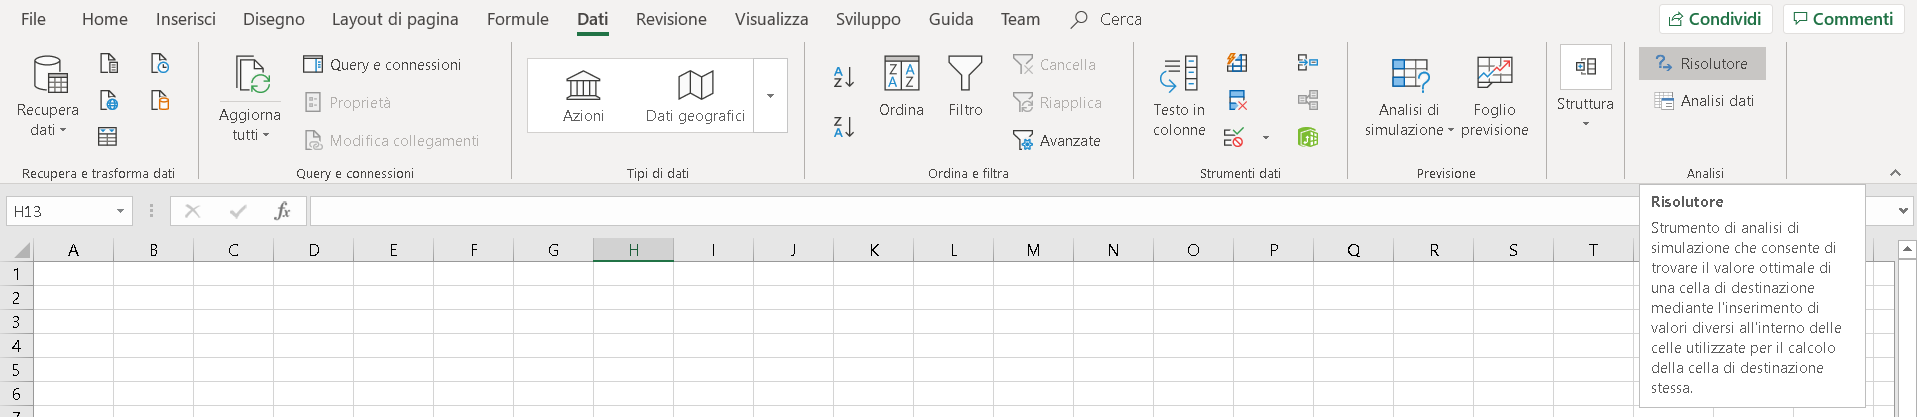 File Home Inserisci Disegno Layout di pagina Formule Dati Revisione Visualizza Sviluppo Guida Team Cerca Condividi Commenti
Recupera
dati
Recupera e trasforma dati
Aggiorna
tutti
Query e connessioni
Proprietà
Modifica collegamenti
Query e connessioni
Azioni Dati geografici
Tipi di dati
A
Z
Z
A
Z A
A Z
Ordina
Filtro
Cancella
Riapplica
Avanzate
Ordina e filtra
Testo in
colonne
Strumenti dati
?
Analisi di
simulazione
Foglio
previsione
Previsione
Struttura
? Risolutore
Analisi dati
Analisi
H13 fx
Risolutore
Strumento di analisi di
simulazione che consente di
trovare il valore ottimale di
una cella di destinazione
mediante l'inserimento di
valori diversi all'interno delle
celle utilizzate per il calcolo
della cella di destinazione
stessa.
A B C D E F G H I J K L M N O P Q R S T
1
2
3
4
5
6
7